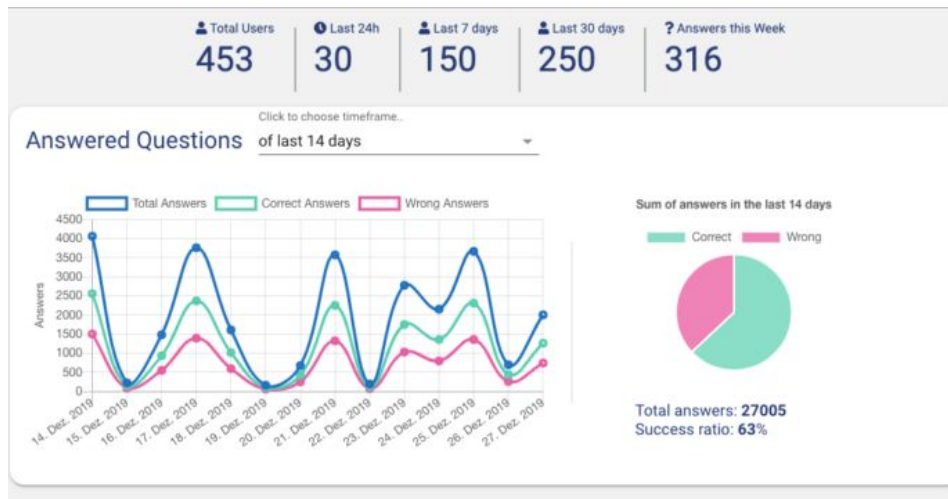 Total Users
453
Last 24h
30
Last 7 days
150
Last 30 days
250
? Answers this Week
316
Click to choose timeframe..
Answered Questions of last 14 days
Total Answers Correct Answers Wrong Answers
4500
4000
3500
3000
2500
2000
1500
1000
500
0
Answers
14. Dez. 2019
15. Dez. 2019
16. Dez. 2019
17. Dez. 2019
18. Dez. 2019
19. Dez. 2019
20. Dez. 2019
21. Dez. 2019
22. Dez. 2019
23. Dez. 2019
24. Dez. 2019
25. Dez. 2019
26. Dez. 2019
27. Dez. 2019
Sum of answers in the last 14 days
Correct Wrong
Total answers: 27005
Success ratio: 63%